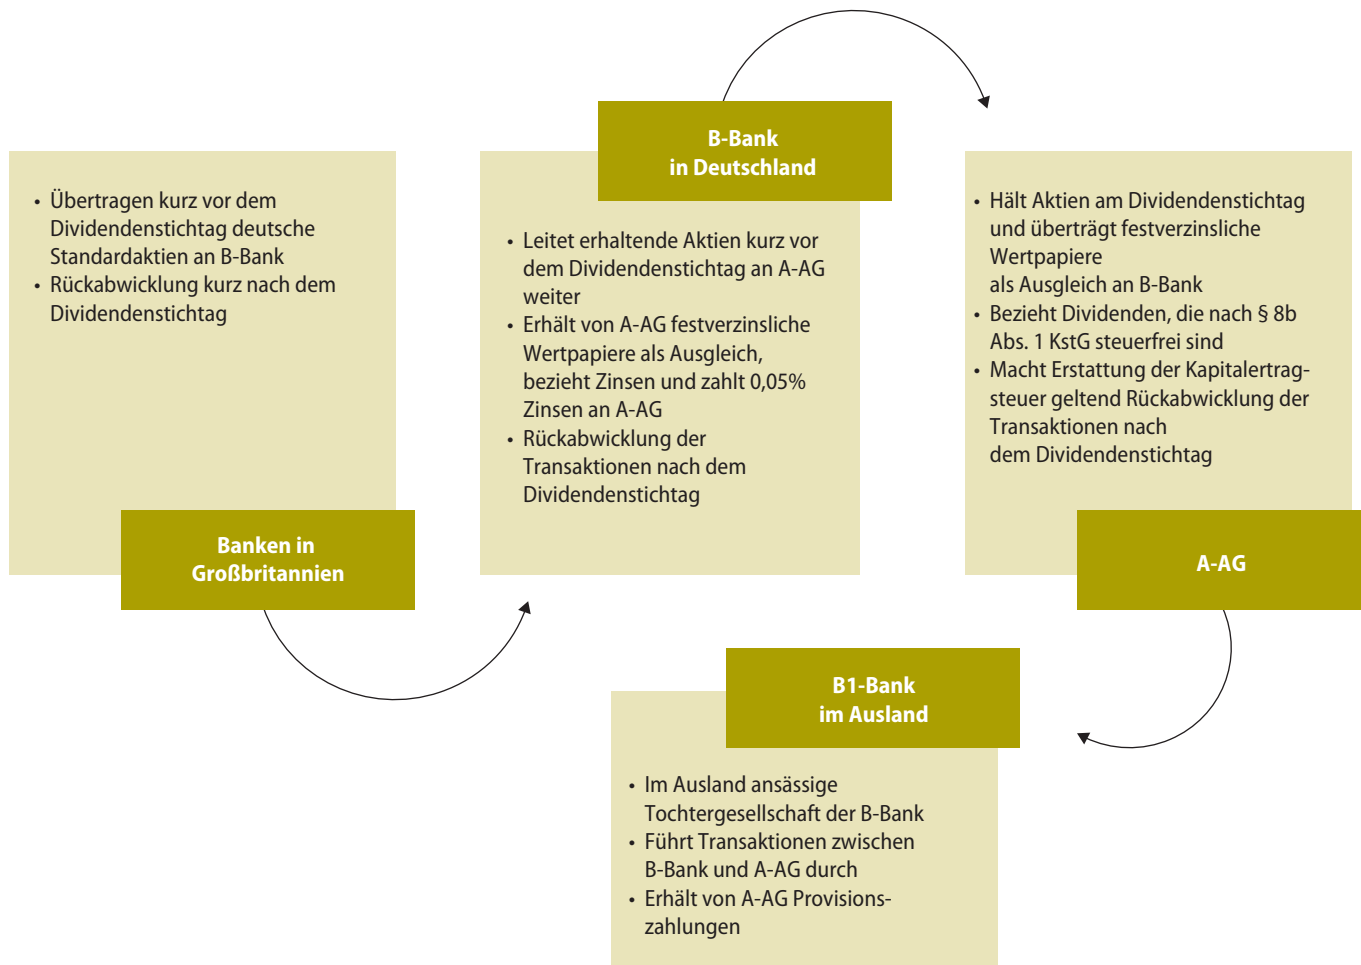 • Übertragen kurz vor dem
Dividendenstichtag deutsche
Standardaktien an B-Bank
• Rückabwicklung kurz nach dem
Dividendenstichtag
Banken in
Großbritannien
B-Bank
in Deutschland
• Leitet erhaltende Aktien kurz vor
dem Dividendenstichtag an A-AG
weiter
• Erhält von A-AG festverzinsliche
Wertpapiere als Ausgleich,
bezieht Zinsen und zahlt 0,05%
Zinsen an A-AG
• Rückabwicklung der
Transaktionen nach dem
Dividendenstichtag
• Hält Aktien am Dividendenstichtag
und überträgt festverzinsliche
Wertpapiere
als Ausgleich an B-Bank
• Bezieht Dividenden, die nach § 8b
Abs. 1 KstG steuerfrei sind
• Macht Erstattung der Kapitalertrag-
steuer geltend Rückabwicklung der
Transaktionen nach
dem Dividendenstichtag
A-AG
B1-Bank
im Ausland
• Im Ausland ansässige
Tochtergesellschaft der B-Bank
• Führt Transaktionen zwischen
B-Bank und A-AG durch
• Erhält von A-AG Provisions-
zahlungen